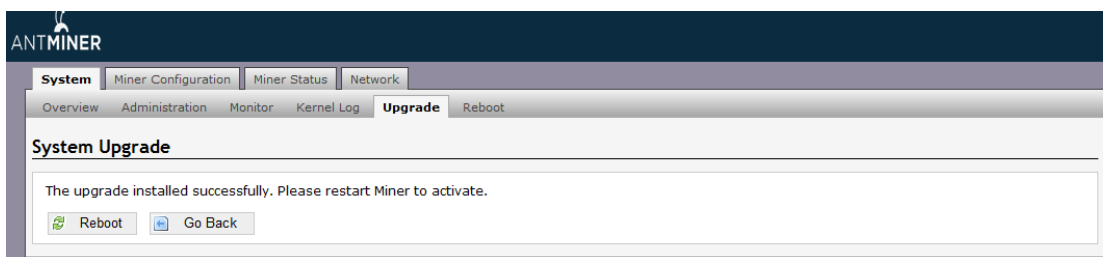 ANTMINER
System Miner Configuration Miner Status Network
Overview Administration Monitor Kernel Log Upgrade Reboot
System Upgrade
The upgrade installed successfully. Please restart Miner to activate.
Reboot Go Back